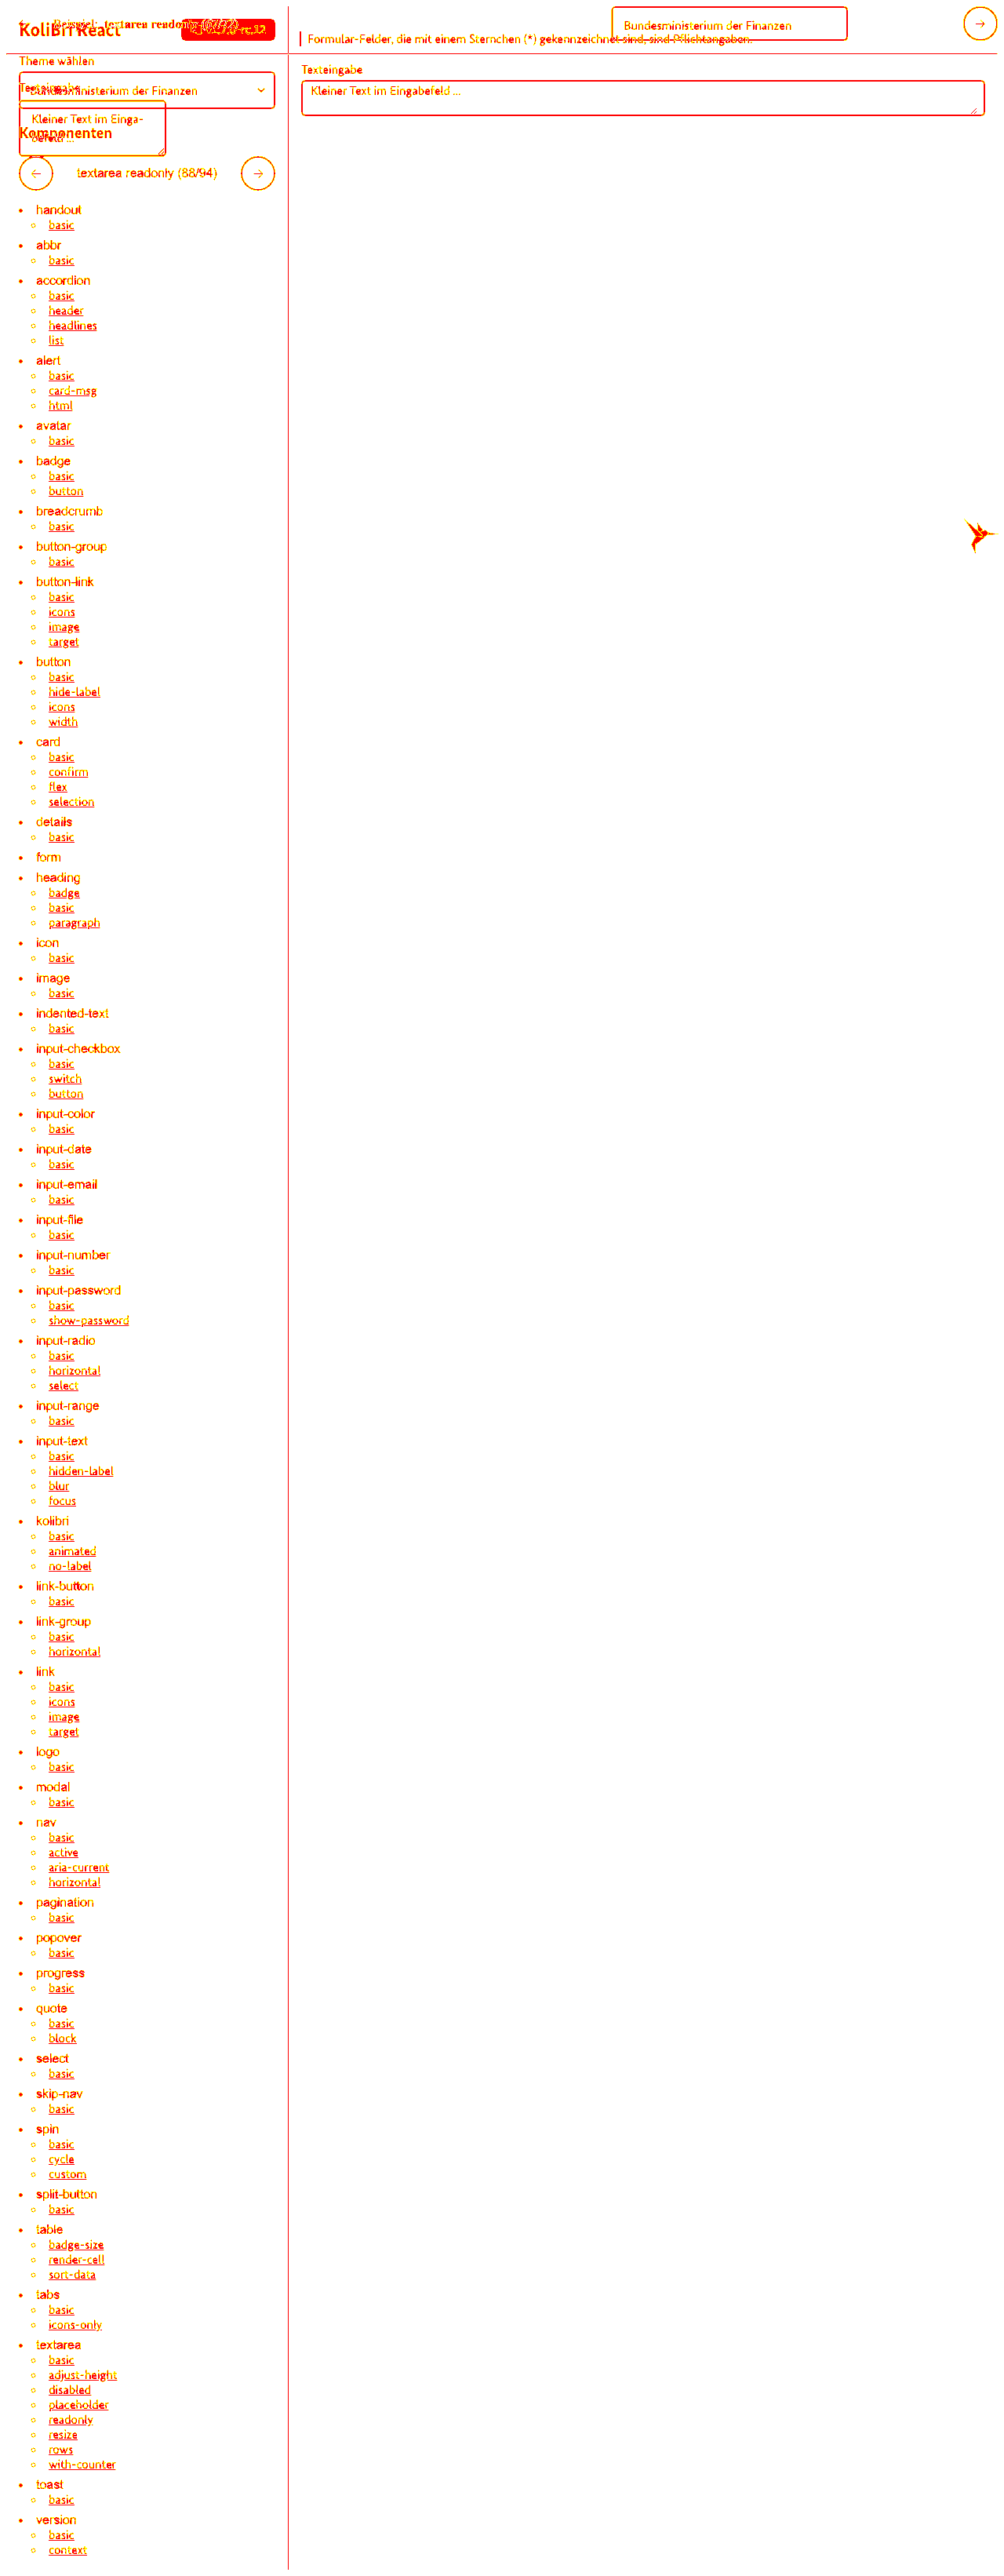 KoliBri React
Beispiel: textarea readonly
Bundesministerium der Finanzen
Formular-Felder, die mit einem Sternchen (*) gekennzeichnet sind, sind Pflichtangaben.
Theme wählen
Texteingabe
Bundesministerium der Finanzen
Kleiner Text im Eingabefeld ...
Texteingabe
Kleiner Text im Einga-
befeld ...
Komponenten
textarea readonly (88/94)
handout
basic
abbr
basic
accordion
basic
header
headlines
list
alert
basic
card-msg
html
avatar
basic
badge
basic
button
breadcrumb
basic
button-group
basic
button-link
basic
icons
image
target
button
basic
hide-label
icons
width
card
basic
confirm
flex
selection
details
basic
form
heading
badge
basic
paragraph
icon
basic
image
basic
indented-text
basic
input-checkbox
basic
switch
button
input-color
basic
input-date
basic
input-email
basic
input-file
basic
input-number
basic
input-password
basic
show-password
input-radio
basic
horizontal
select
input-range
basic
input-text
basic
hidden-label
blur
focus
kolibri
basic
animated
no-label
link-button
basic
link-group
basic
horizontal
link
basic
icons
image
target
logo
basic
modal
basic
nav
basic
active
aria-current
horizontal
pagination
basic
popover
basic
progress
basic
quote
basic
block
select
basic
skip-nav
basic
spin
basic
cycle
custom
split-button
basic
table
badge-size
render-cell
sort-data
tabs
basic
icons-only
textarea
basic
adjust-height
disabled
placeholder
readonly
resize
rows
with-counter
toast
basic
version
basic
context